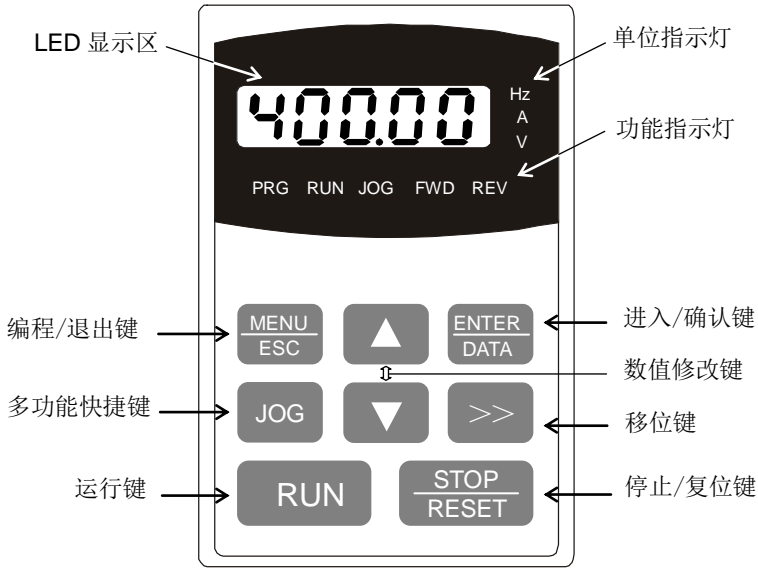 LED 显示区
单位指示灯
400.00
Hz
A
V
功能指示灯
PRG RUN JOG FWD REV
编程/退出键
MENU
ESC
▲
ENTER
DATA
进入/确认键
⇕
数值修改键
多功能快捷键
JOG
▼
>>
移位键
运行键
RUN
STOP
RESET
停止/复位键